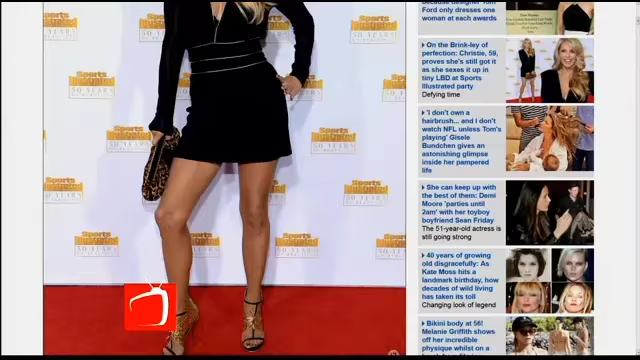 Sports
Illustrated
50 YEARS
Ford only dresses one
woman at each awards
On the Brink-ley of
perfection: Christie, 59,
proves she's still got it
as she sexes it up in
tiny LBD at Sports
Illustrated party
Defying time
'I don't own a
hairbrush... and I don't
watch NFL unless Tom's
playing' Gisele
Bundchen gives an
astonishing glimpse
inside her pampered
life
She can keep up with
the best of them: Demi
Moore 'parties until
2am' with her toyboy
boyfriend Sean Friday
The 51-year-old actress is
still going strong
40 years of growing
old disgracefully: As
Kate Moss hits a
landmark birthday, how
decades of wild living
has taken its toll
Changing look of legend
Bikini body at 56!
Melanie Griffith shows
off her incredible
physique whilst on a